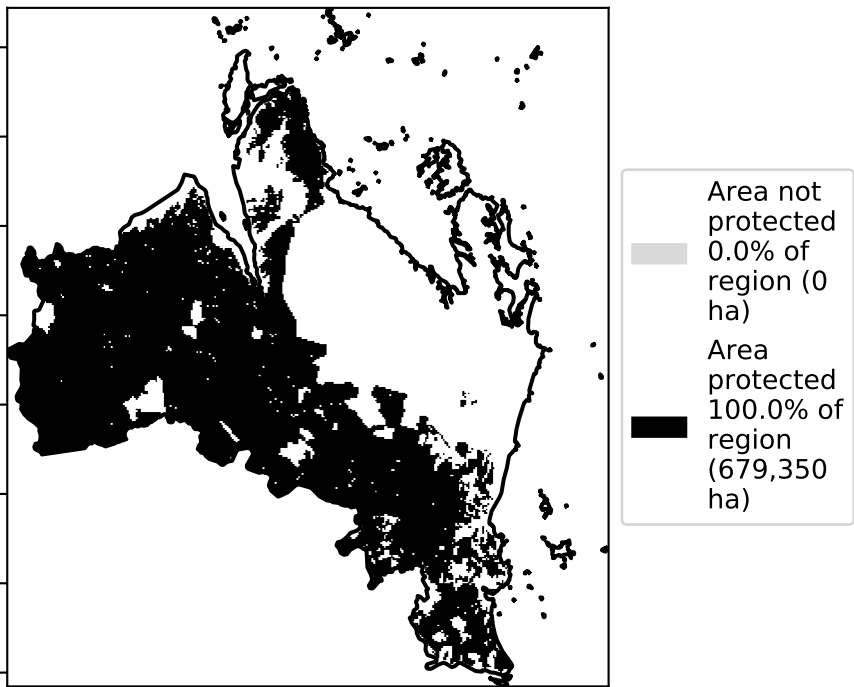 Area not
protected
0.0% of
region (0
ha)
Area
protected
100.0% of
region
(679,350
ha)